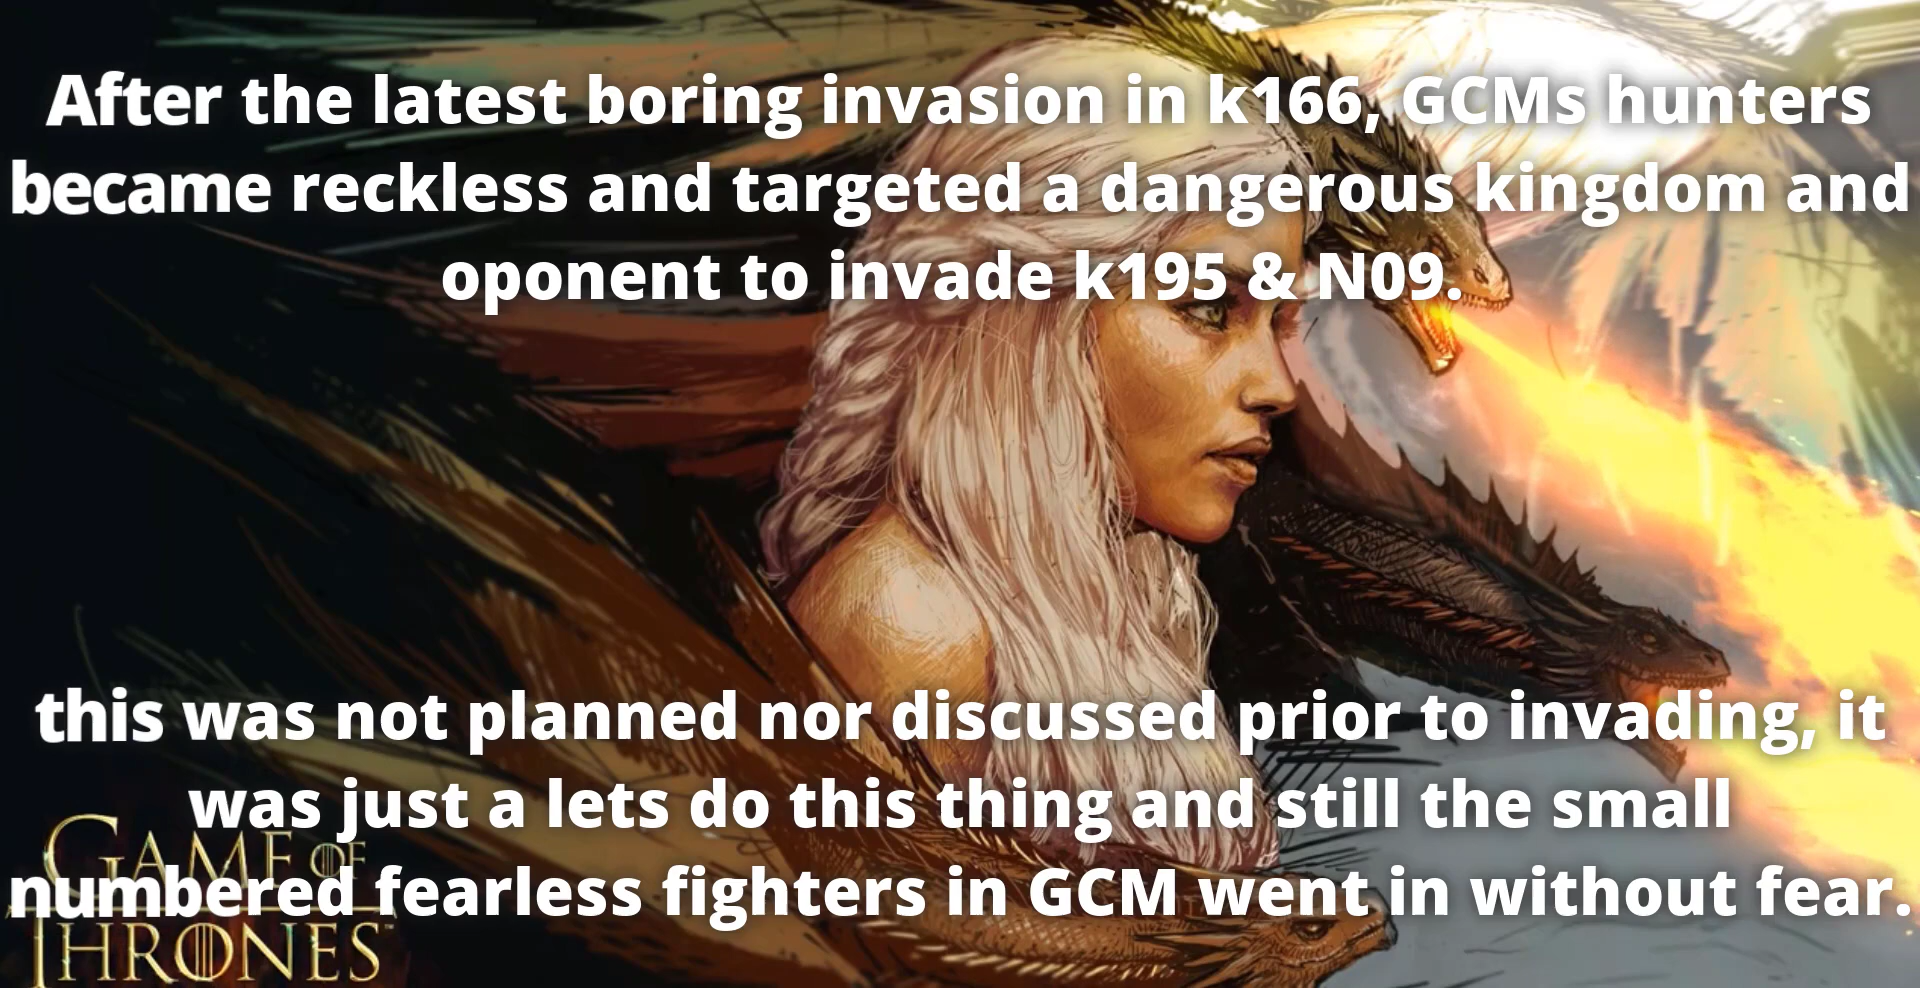 After the latest boring invasion in k166, GCMs hunters
became reckless and targeted a dangerous kingdom and
oponent to invade k195 & N09.
this was not planned nor discussed prior to invading, it
was just a lets do this thing and still the small
numbered fearless fighters in GCM went in without fear.
GAME OF
THRONES